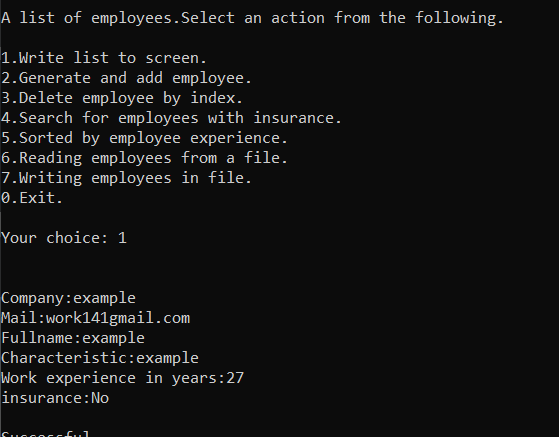 A list of employees.Select an action from the following.
1.Write list to screen.
2.Generate and add employee.
3.Delete employee by index.
4.Search for employees with insurance.
5.Sorted by employee experience.
6.Reading employees from a file.
7.Writing employees in file.
0.Exit.
Your choice: 1
Company:example
Mail:work141gmail.com
Fullname:example
Characteristic:example
Work experience in years:27
insurance:No
Successful